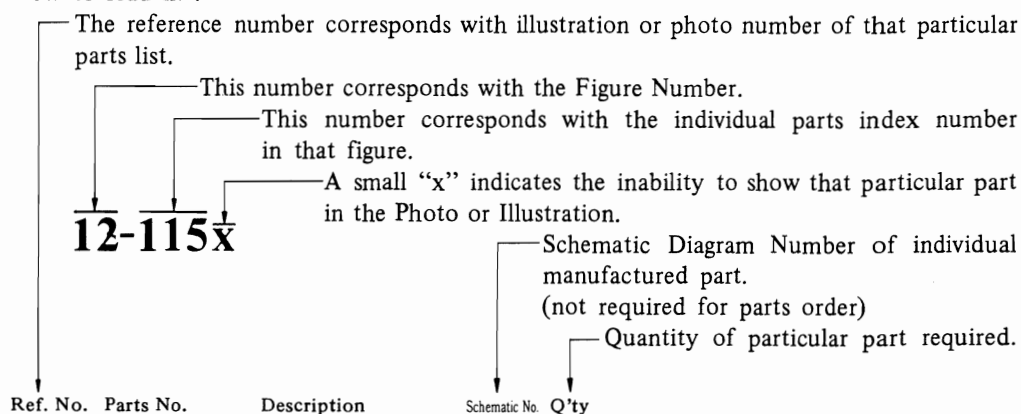 The reference number corresponds with illustration or photo number of that particular
parts list.
This number corresponds with the Figure Number.
This number corresponds with the individual parts index number
in that figure.
A small “x” indicates the inability to show that particular part
in the Photo or Illustration.
12-115x
Schematic Diagram Number of individual
manufactured part.
(not required for parts order)
Quantity of particular part required.
Ref. No. Parts No. Description Schematic No. Q'ty